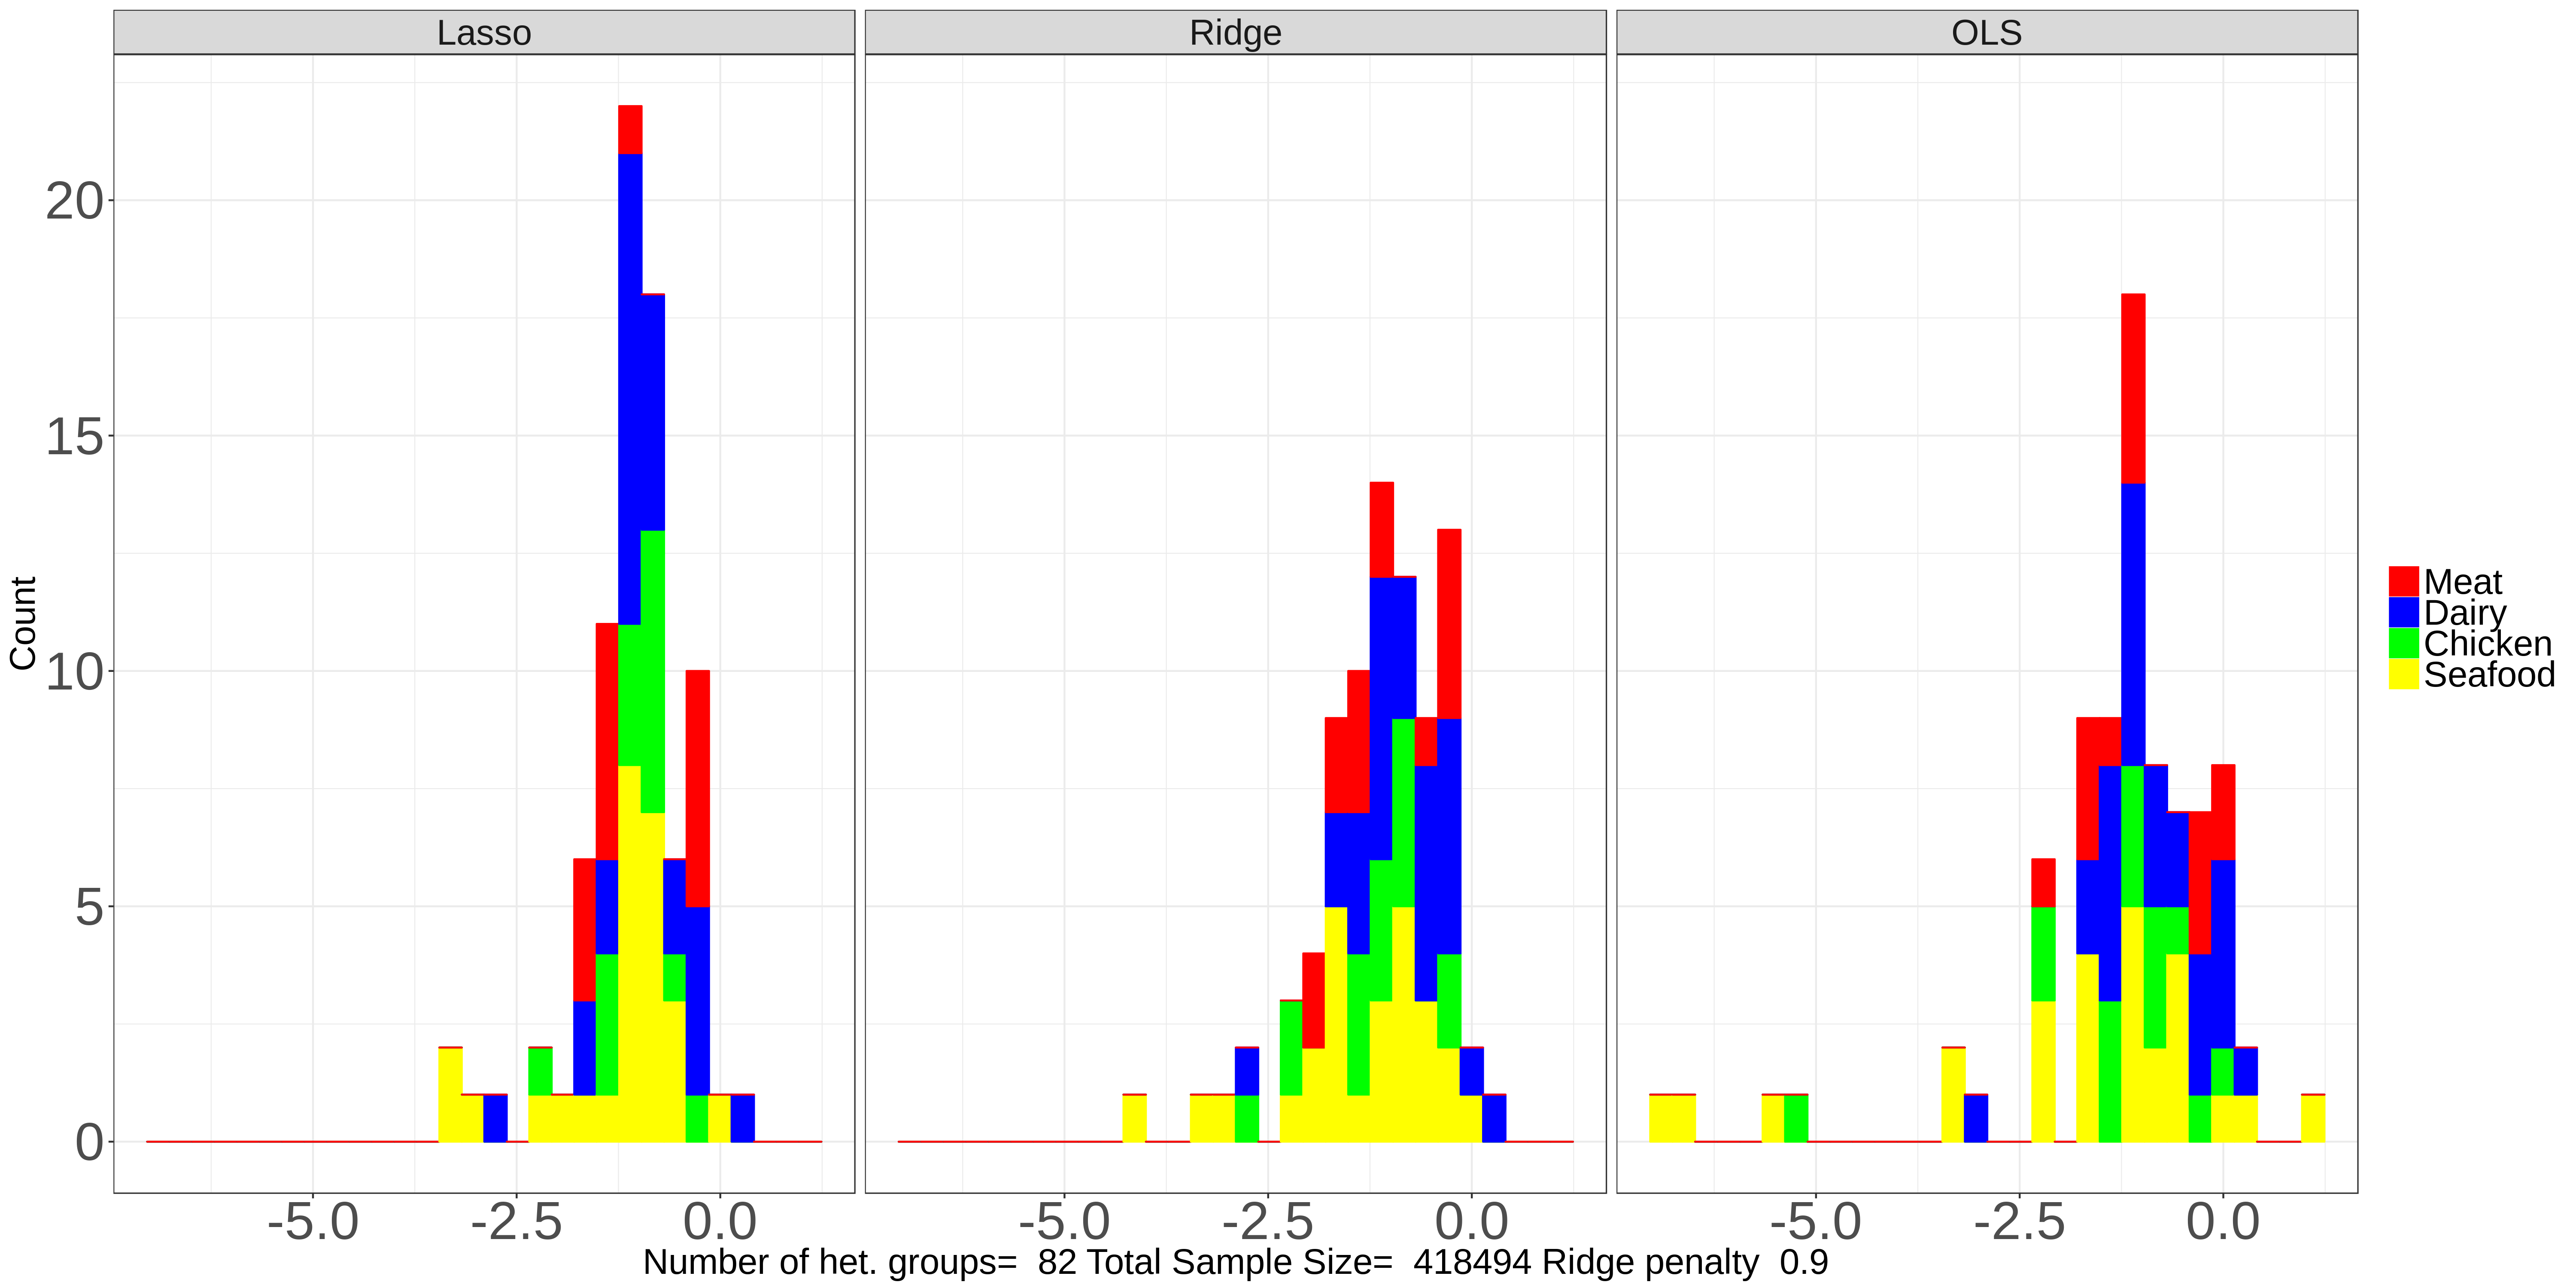 Lasso
Ridge
OLS
Count
20
15
10
5
0
-5.0 -2.5 0.0
-5.0 -2.5 0.0
-5.0 -2.5 0.0
Number of het. groups=  82 Total Sample Size=  418494 Ridge penalty  0.9
Meat
Dairy
Chicken
Seafood